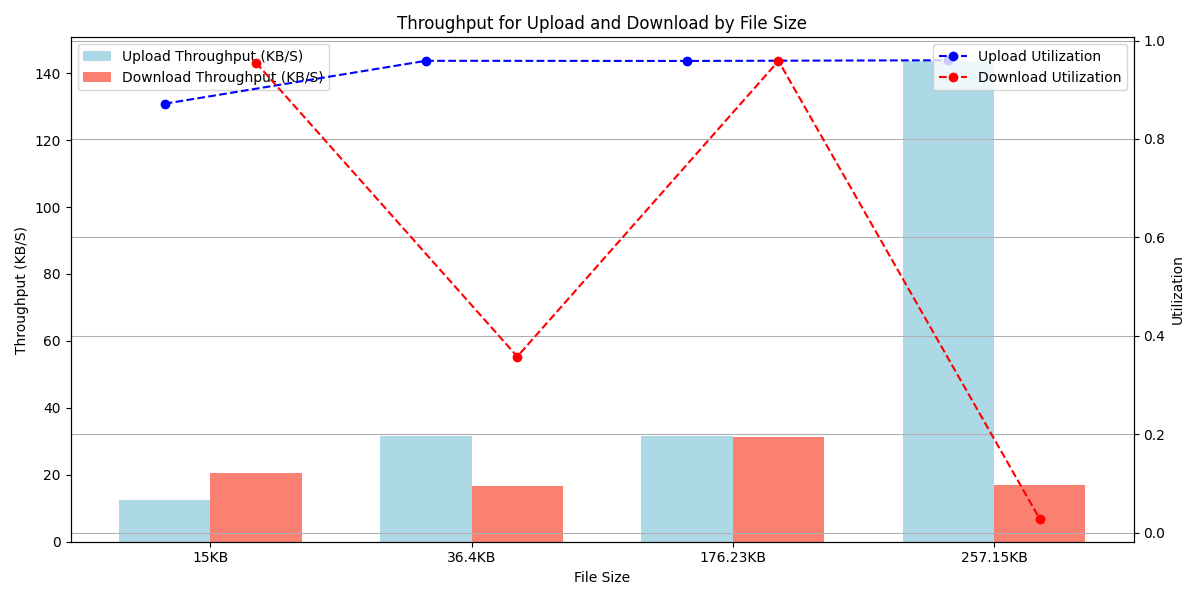 Throughput for Upload and Download by File Size
Upload Throughput (KB/S)
Download Throughput (KB/S)
Upload Utilization
Download Utilization
Throughput (KB/S)
140
120
100
80
60
40
20
0
1.0
0.8
0.6
0.4
0.2
0.0
Utilization
15KB
36.4KB
176.23KB
257.15KB
File Size